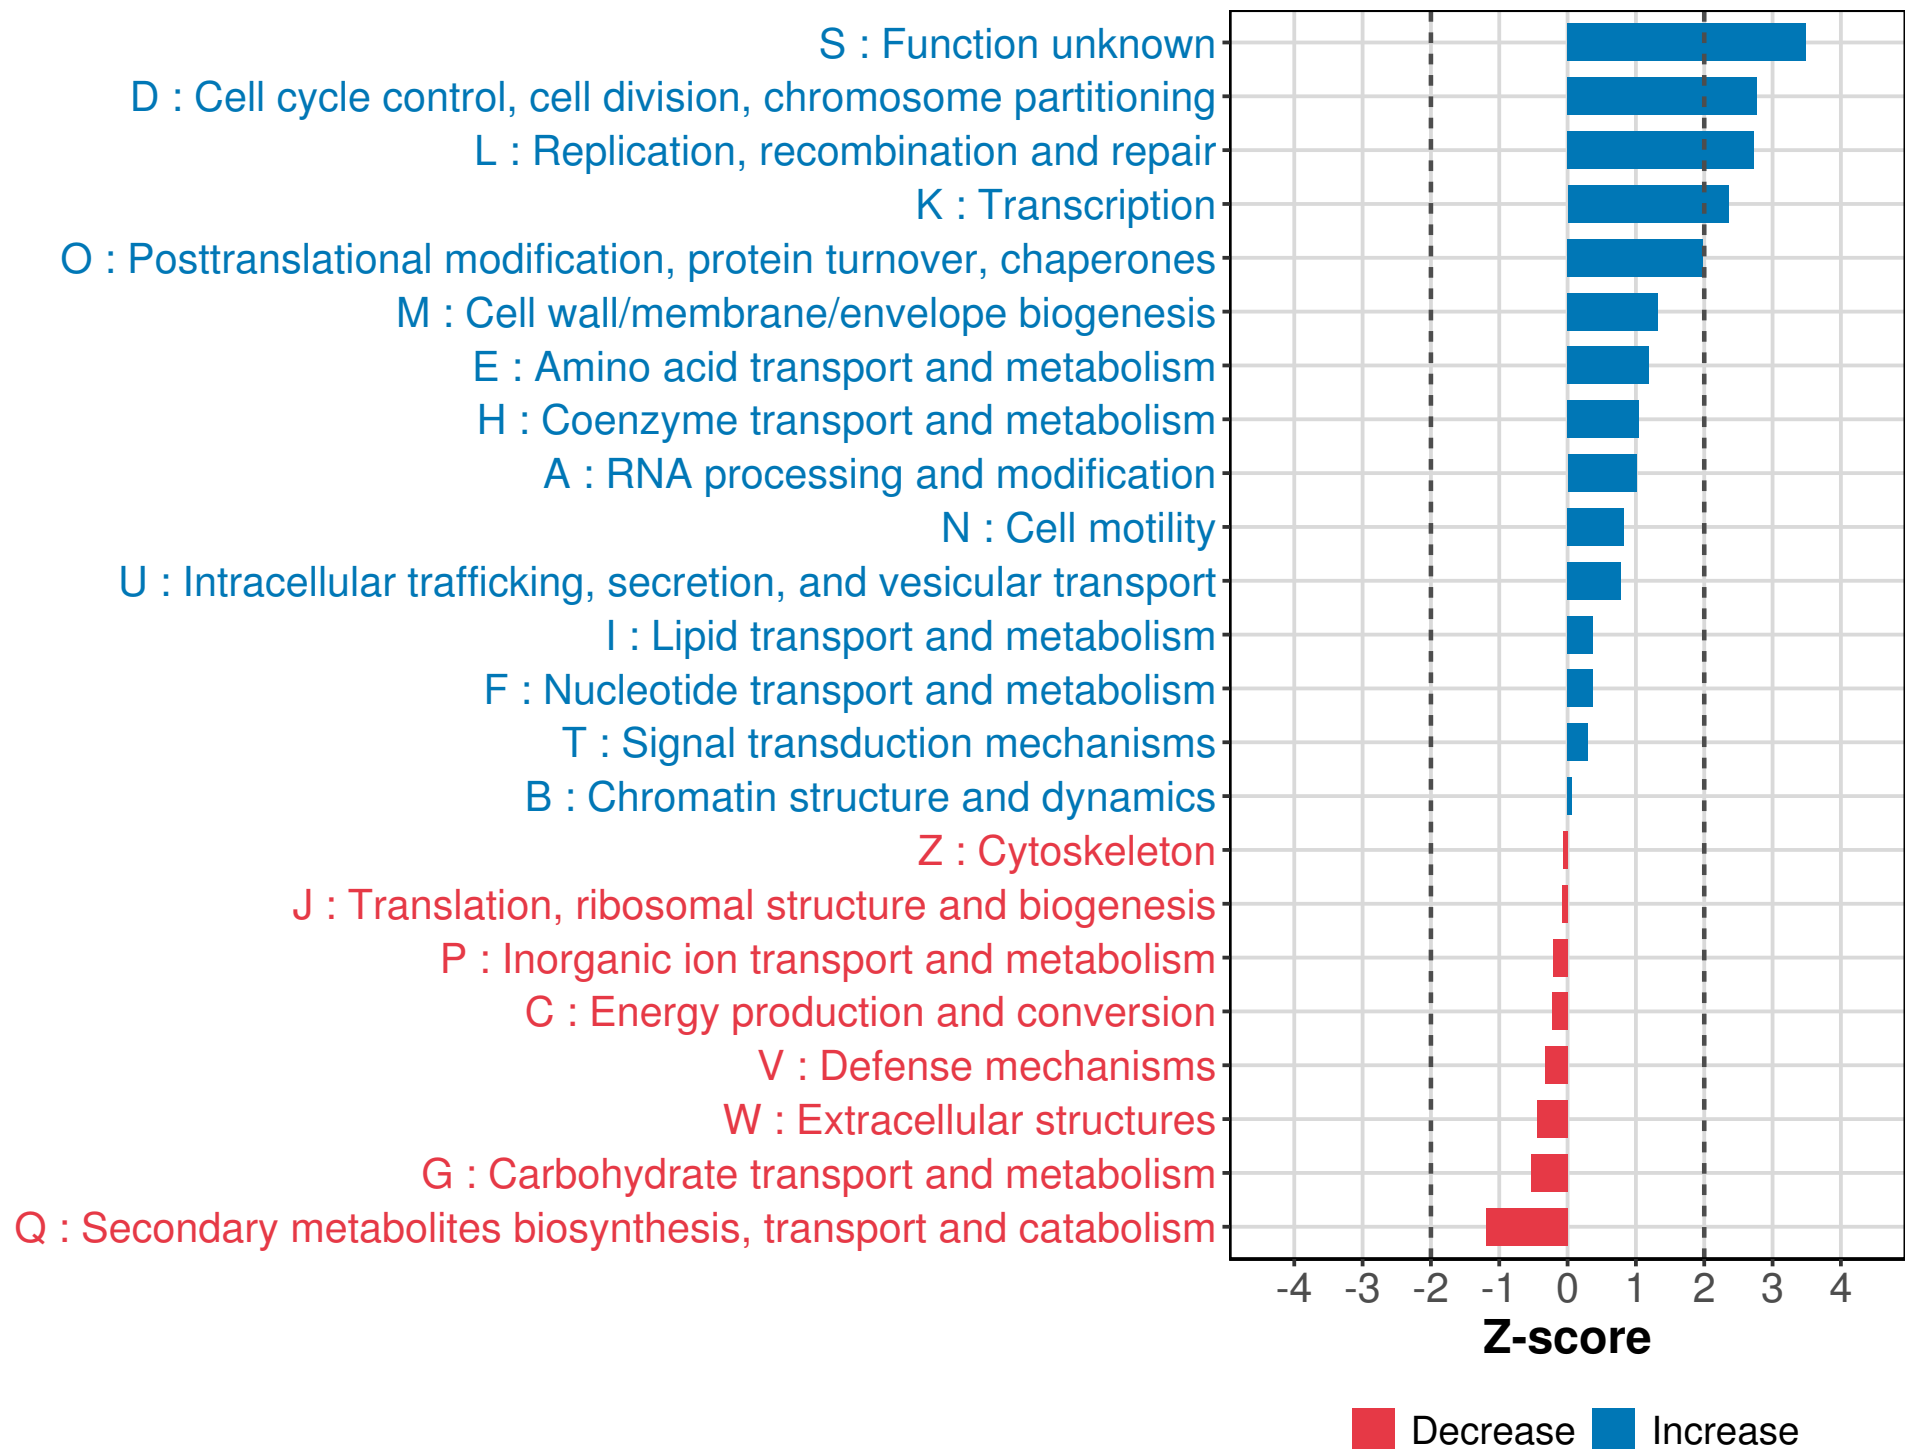 S : Function unknown
D : Cell cycle control, cell division, chromosome partitioning
L : Replication, recombination and repair
K : Transcription
O : Posttranslational modification, protein turnover, chaperones
M : Cell wall/membrane/envelope biogenesis
E : Amino acid transport and metabolism
H : Coenzyme transport and metabolism
A : RNA processing and modification
N : Cell motility
U : Intracellular trafficking, secretion, and vesicular transport
I : Lipid transport and metabolism
F : Nucleotide transport and metabolism
T : Signal transduction mechanisms
B : Chromatin structure and dynamics
Z : Cytoskeleton
J : Translation, ribosomal structure and biogenesis
P : Inorganic ion transport and metabolism
C : Energy production and conversion
V : Defense mechanisms
W : Extracellular structures
G : Carbohydrate transport and metabolism
Q : Secondary metabolites biosynthesis, transport and catabolism
-4 -3 -2 -1 0 1 2 3 4
Z-score
Decrease Increase